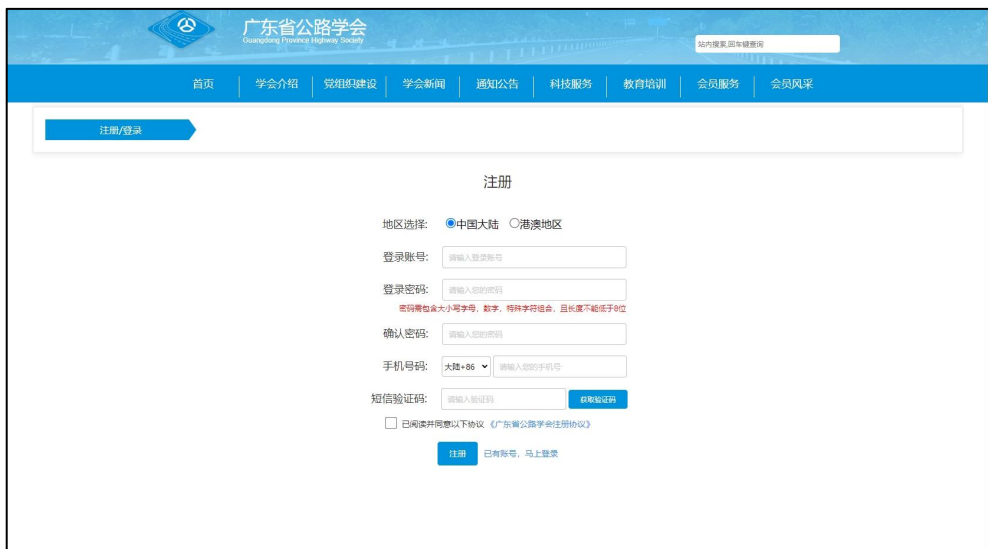 广东省公路学会
Guangdong Province Highway Society
站内搜索,回车键查询
首页 学会介绍 党组织建设 学会新闻 通知公告 科技服务 教育培训 会员服务 会员风采
注册/登录
注册
地区选择: 中国大陆 港澳地区
登录账号: 请输入登录账号
登录密码: 请输入您的密码
密码需包含大小写字母，数字，特殊字符组合，且长度不能低于8位
确认密码: 请输入您的密码
手机号码: 大陆+86 请输入您的手机号
短信验证码: 请输入验证码 获取验证码
已阅读并同意以下协议 《广东省公路学会注册协议》
注册 已有账号，马上登录